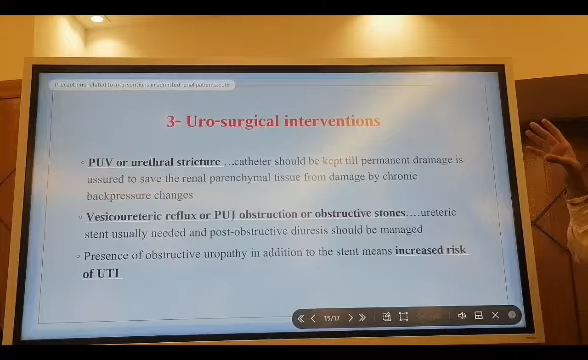 3- Uro-surgical interventions
PUV or urethral stricture …catheter should be kept till permanent drainage is
assured to save the renal parenchymal tissue from damage by chronic
backpressure changes
Vesicoureteric reflux or PUJ obstruction or obstructive stones….ureteric
stent usually needed and post-obstructive diuresis should be managed
Presence of obstructive uropathy in addition to the stent means increased risk
of UTI
15/17